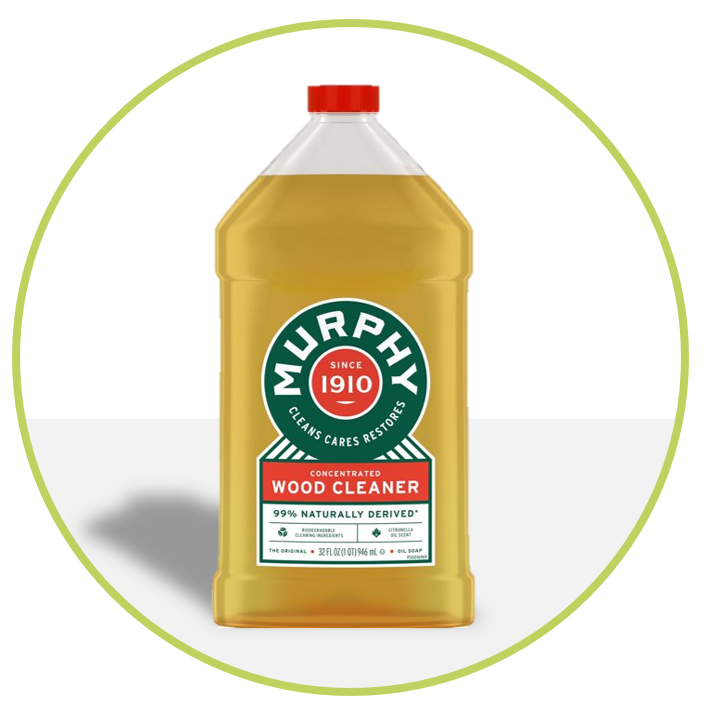 MURPHY
SINCE
1910
CLEANS CARES RESTORES
CONCENTRATED
WOOD CLEANER
99% NATURALLY DERIVED*
BIODEGRADABLE
CLEANING INGREDIENTS
CITRONELLA
OIL SCENT
THE ORIGINAL • 32 FL OZ (1 QT) 946 mL • OIL SOAP